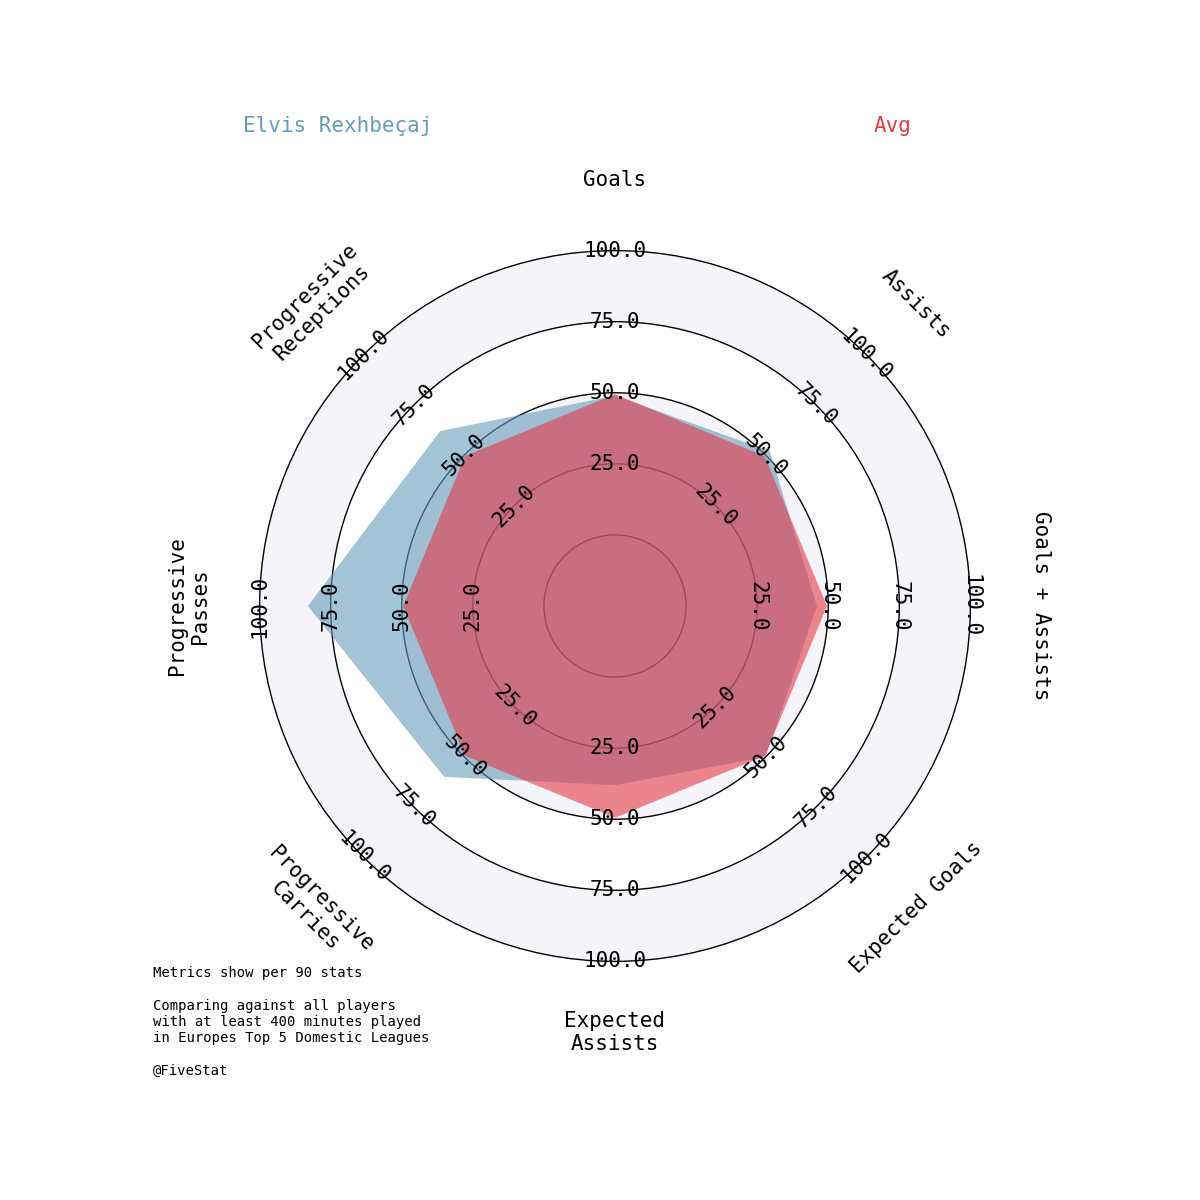 Elvis Rexhbeçaj
Avg
Goals
Assists
Goals + Assists
Expected Goals
Expected
Assists
Progressive
Carries
Progressive
Passes
Progressive
Receptions
100.0
75.0
50.0
25.0
100.0
75.0
50.0
25.0
100.0
75.0
50.0
25.0
100.0
75.0
50.0
25.0
25.0
50.0
75.0
100.0
25.0
50.0
75.0
100.0
100.0
75.0
50.0
25.0
100.0
75.0
50.0
25.0
Metrics show per 90 stats
Comparing against all players
with at least 400 minutes played
in Europes Top 5 Domestic Leagues
@FiveStat